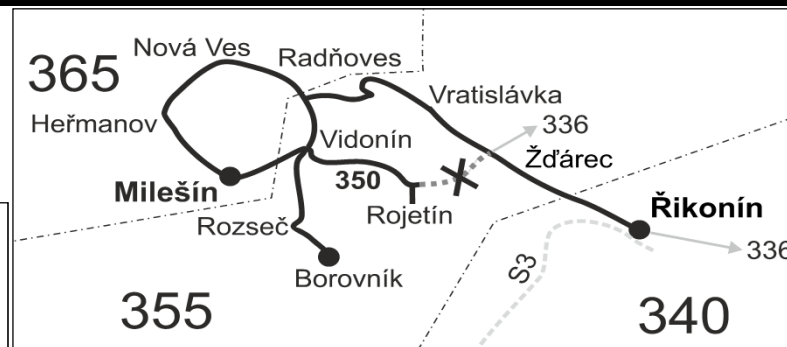 Nová Ves
Radňoves
365
Vratislávka
Heřmanov
336
Vidonín
Žďárec
350
Milešín
Rojetín
Řikonín
Rozseč
336
S3
Borovník
355
340